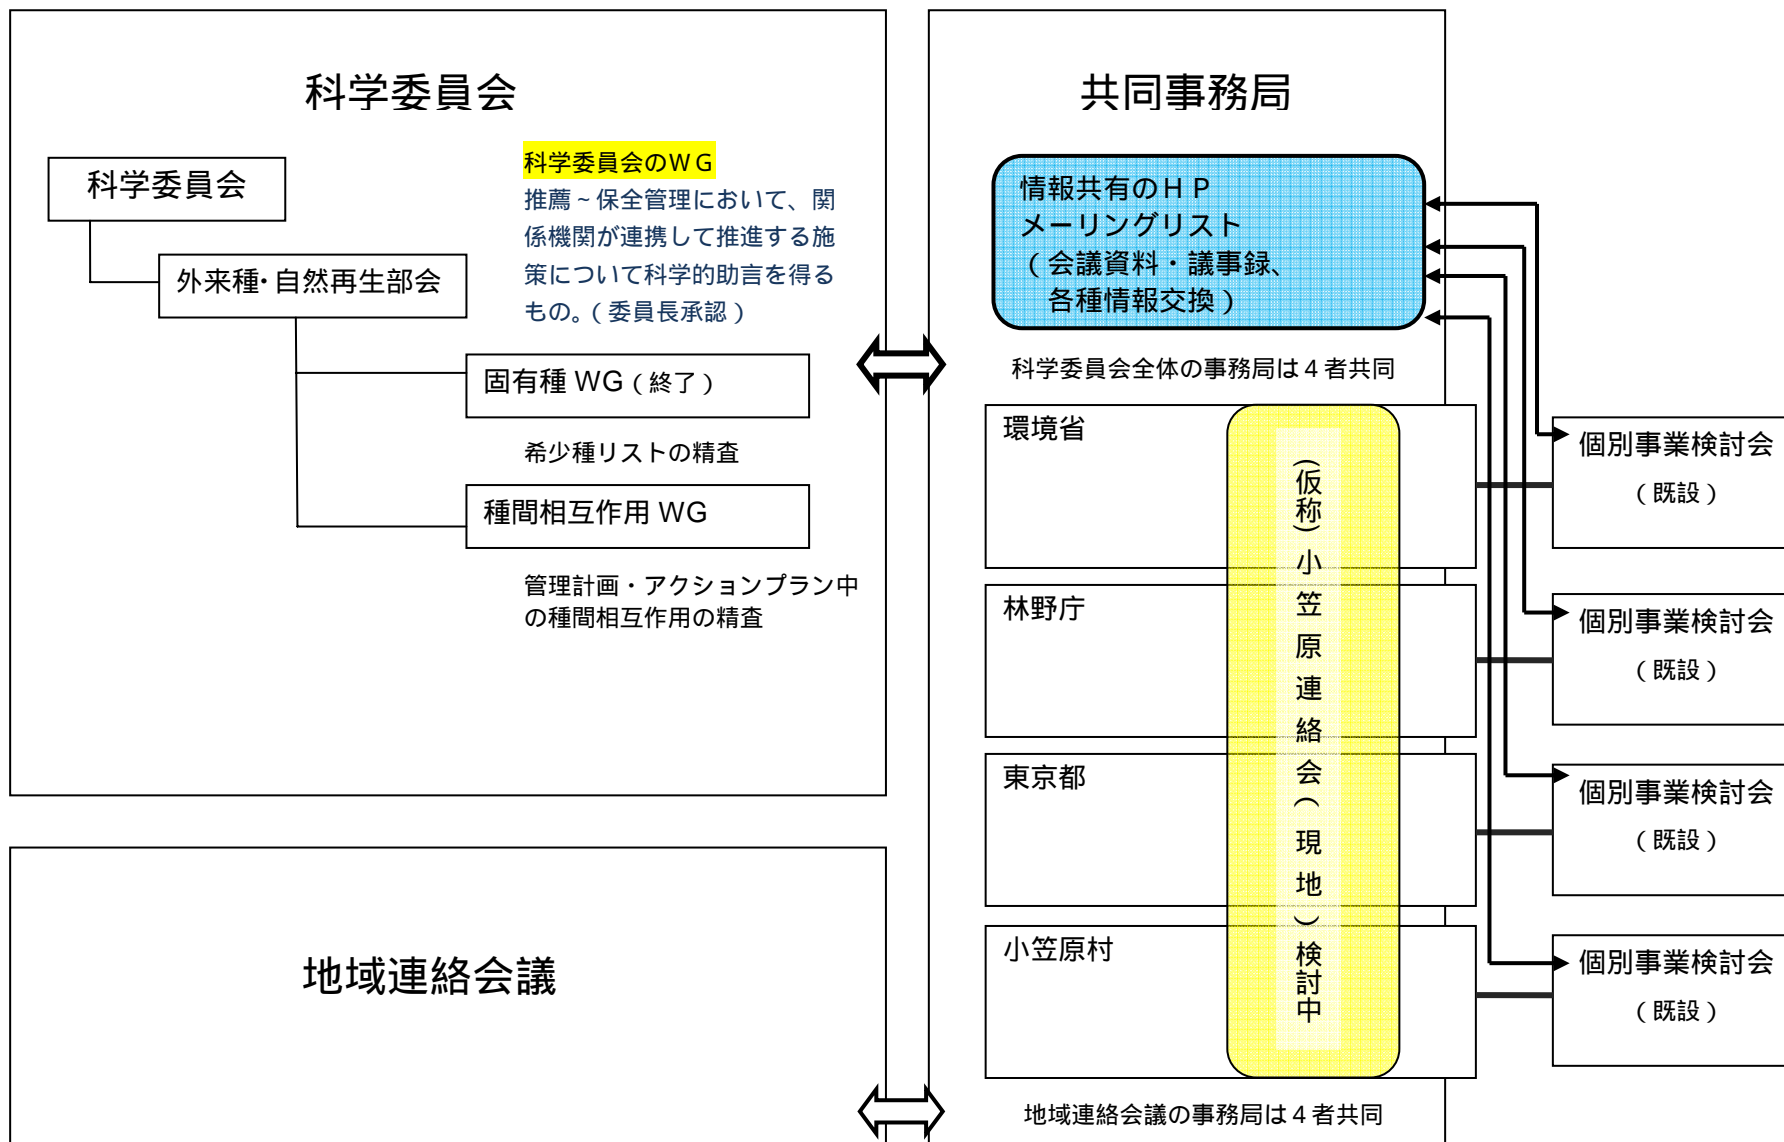 科学委員会
科学委員会
外来種・自然再生部会
科学委員会のＷＧ
推薦～保全管理において、関
係機関が連携して推進する施
策について科学的助言を得る
もの。（委員長承認）
固有種 WG（終了）
希少種リストの精査
種間相互作用 WG
管理計画・アクションプラン中
の種間相互作用の精査
地域連絡会議
共同事務局
情報共有のＨＰ
メーリングリスト
（会議資料・議事録、
各種情報交換）
科学委員会全体の事務局は４者共同
環境省
林野庁
東京都
小笠原村
（仮称）小笠原連絡会（現地）検討中
地域連絡会議の事務局は４者共同
個別事業検討会
（既設）
個別事業検討会
（既設）
個別事業検討会
（既設）
個別事業検討会
（既設）